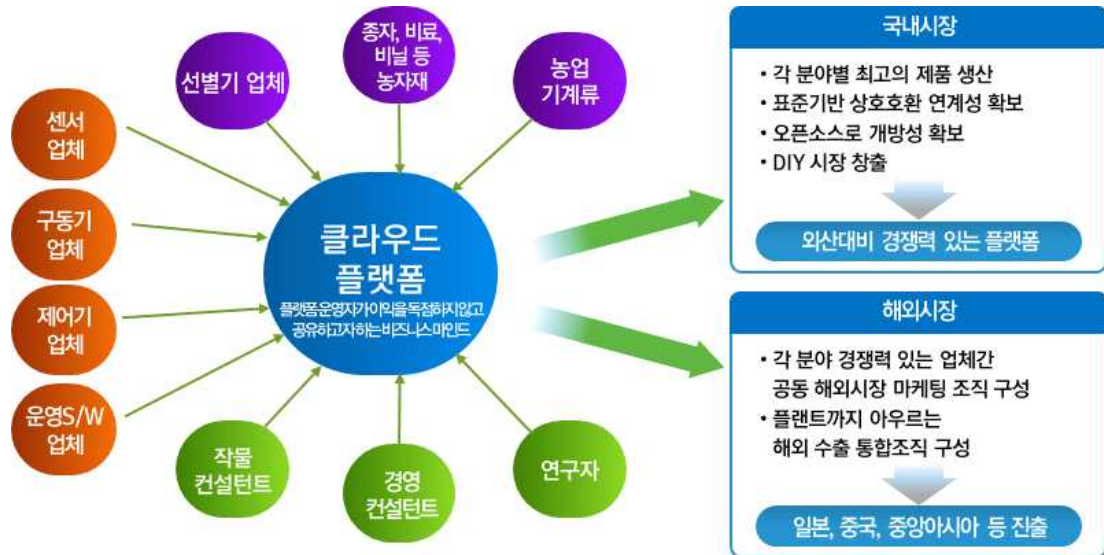 선별기 업체
종자, 비료,
비닐 등
농자재
농업
기계류
센서
업체
구동기
업체
제어기
업체
운영S/W
업체
클라우드
플랫폼
플랫폼 운영자가 이익을 독점하지 않고
공유하고자 하는 비즈니스 마인드
작물
컨설턴트
경영
컨설턴트
연구자
국내시장
• 각 분야별 최고의 제품 생산
• 표준기반 상호호환 연계성 확보
• 오픈소스로 개방성 확보
• DIY 시장 창출
외산대비 경쟁력 있는 플랫폼
해외시장
• 각 분야 경쟁력 있는 업체간
공동 해외시장 마케팅 조직 구성
• 플랜트까지 아우르는
해외 수출 통합조직 구성
일본, 중국, 중앙아시아 등 진출